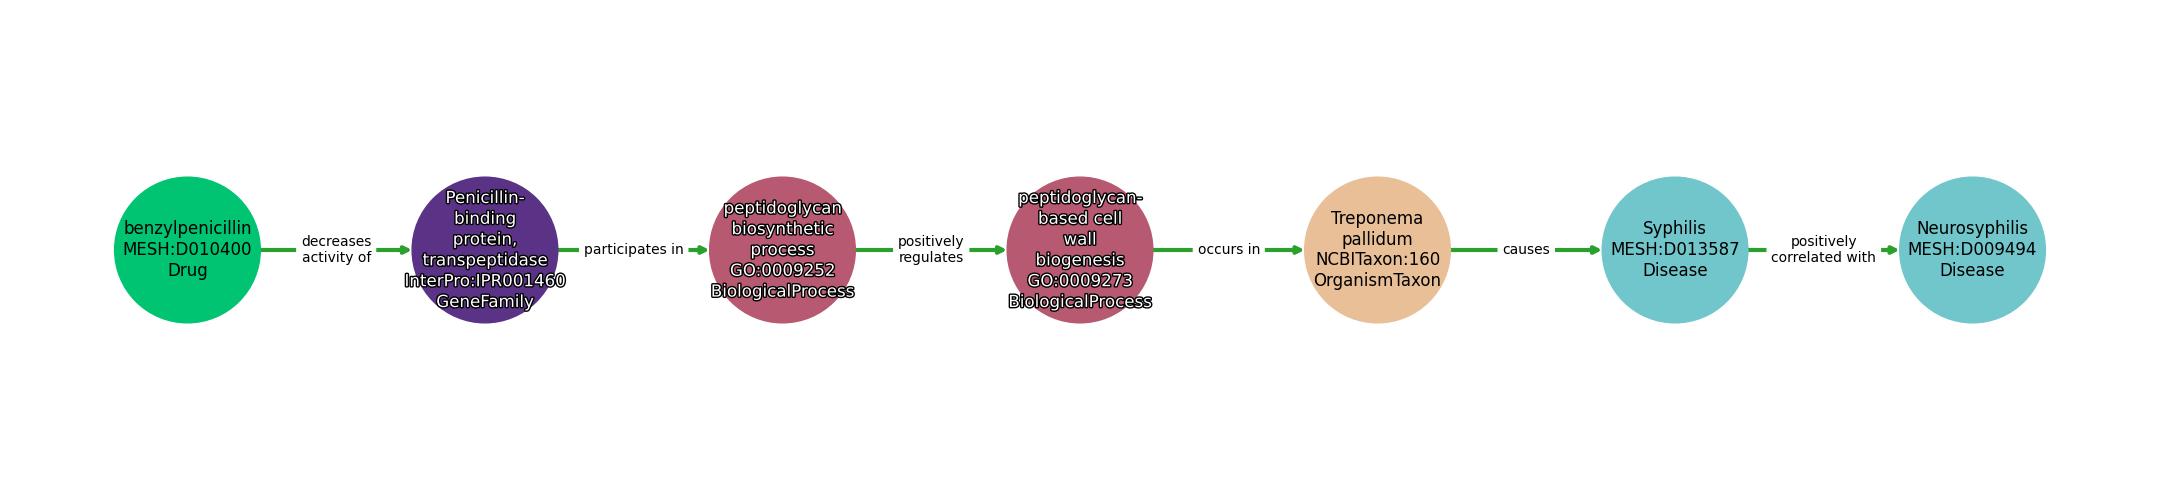 benzylpenicillin
MESH:D010400
Drug
decreases
activity of
Penicillin-
binding
protein,
transpeptidase
InterPro:IPR001460
GeneFamily
participates in
peptidoglycan
biosynthetic
process
GO:0009252
BiologicalProcess
positively
regulates
peptidoglycan-
based cell
wall
biogenesis
GO:0009273
BiologicalProcess
occurs in
Treponema
pallidum
NCBITaxon:160
OrganismTaxon
causes
Syphilis
MESH:D013587
Disease
positively
correlated with
Neurosyphilis
MESH:D009494
Disease